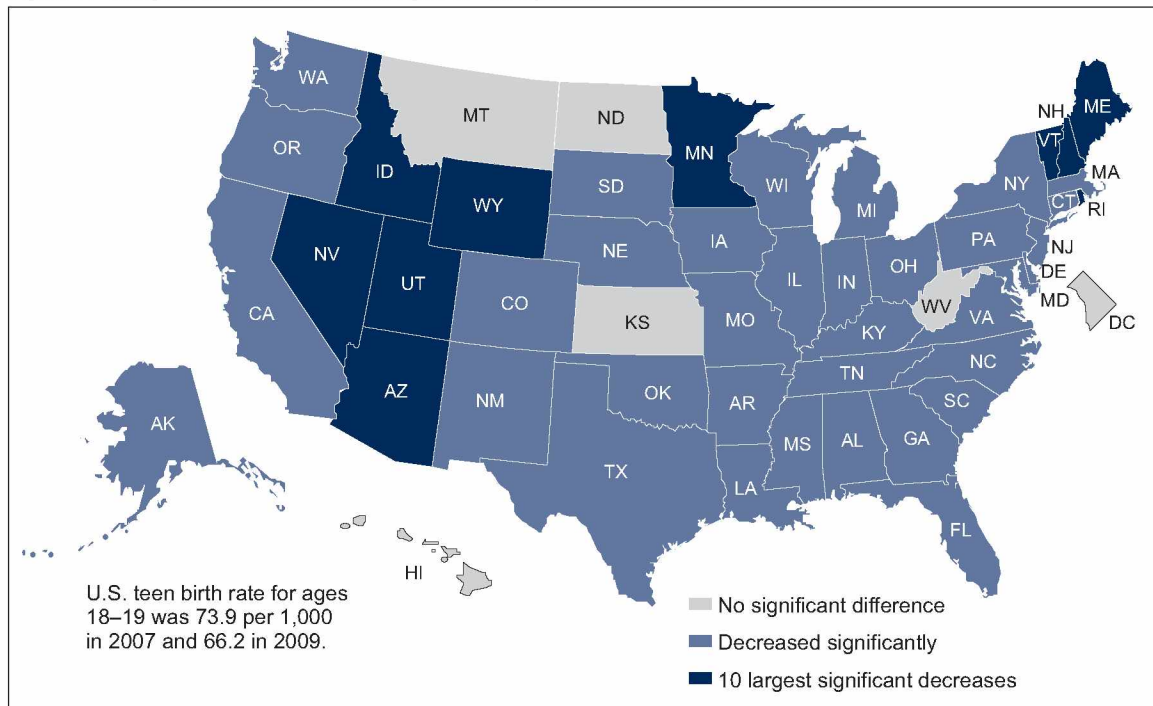 WA
MT
ND
MN
ME
NH
VT
OR
ID
SD
WI
MA
NY
WY
MI
CT
RI
NV
NE
IA
PA
NJ
UT
CO
IL
IN
OH
DE
CA
KS
MO
WV
MD
VA
DC
KY
NC
TN
AZ
NM
OK
AR
SC
AK
MS
AL
GA
TX
LA
FL
HI
U.S. teen birth rate for ages
18–19 was 73.9 per 1,000
in 2007 and 66.2 in 2009.
No significant difference
Decreased significantly
10 largest significant decreases